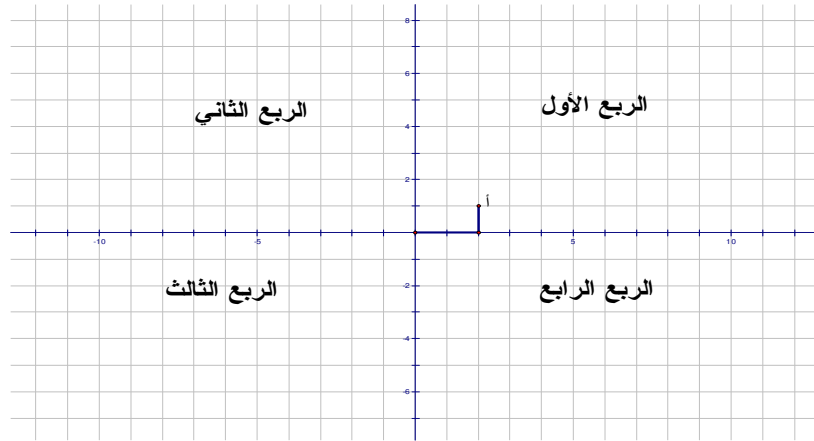 8
6
الربع الأول
الربع الثاني
4
2
أ
-10
-5
5
10
الربع الرابع
الربع الثالث
-2
-4
-6